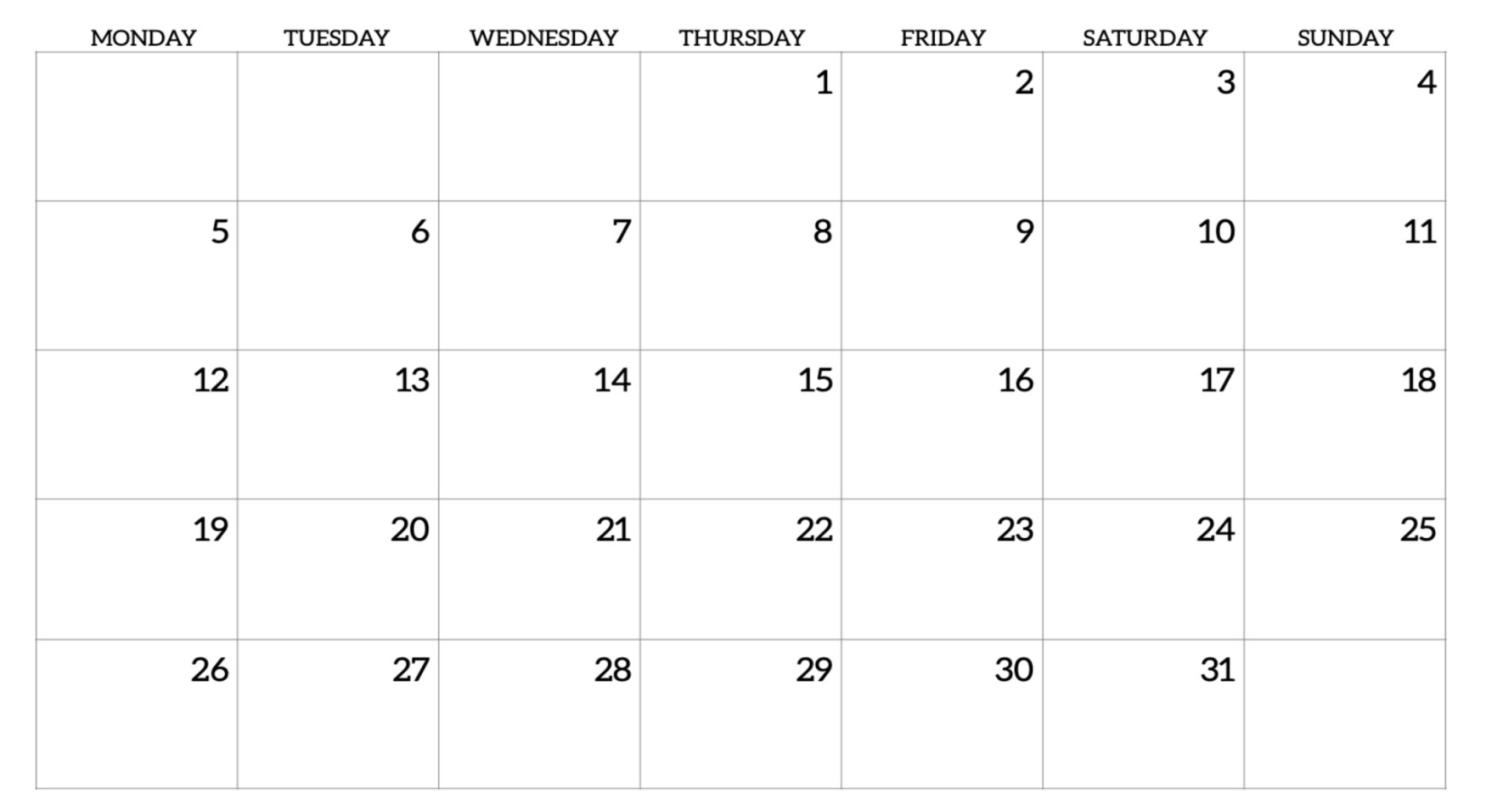 MONDAY TUESDAY WEDNESDAY THURSDAY FRIDAY SATURDAY SUNDAY
1 2 3 4
5 6 7 8 9 10 11
12 13 14 15 16 17 18
19 20 21 22 23 24 25
26 27 28 29 30 31